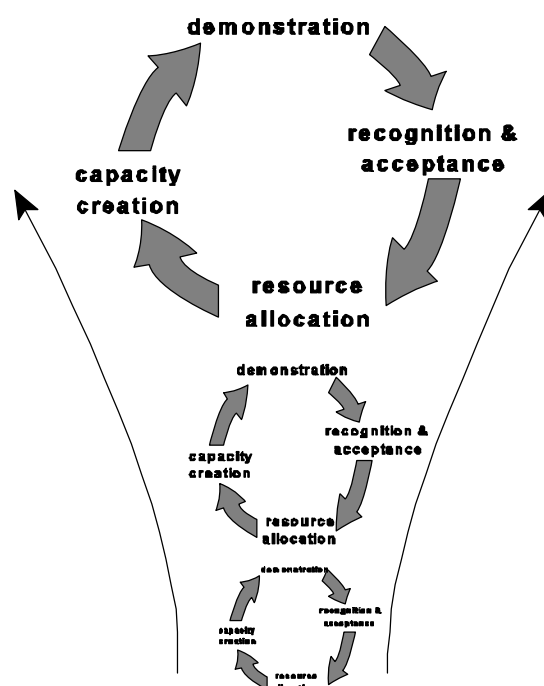 demonstration
recognition &
acceptance
capacity
creation
resource
allocation
demonstration
recognition &
acceptance
capacity
creation
resource
allocation
demonstration
recognition &
acceptance
capacity
creation
resource